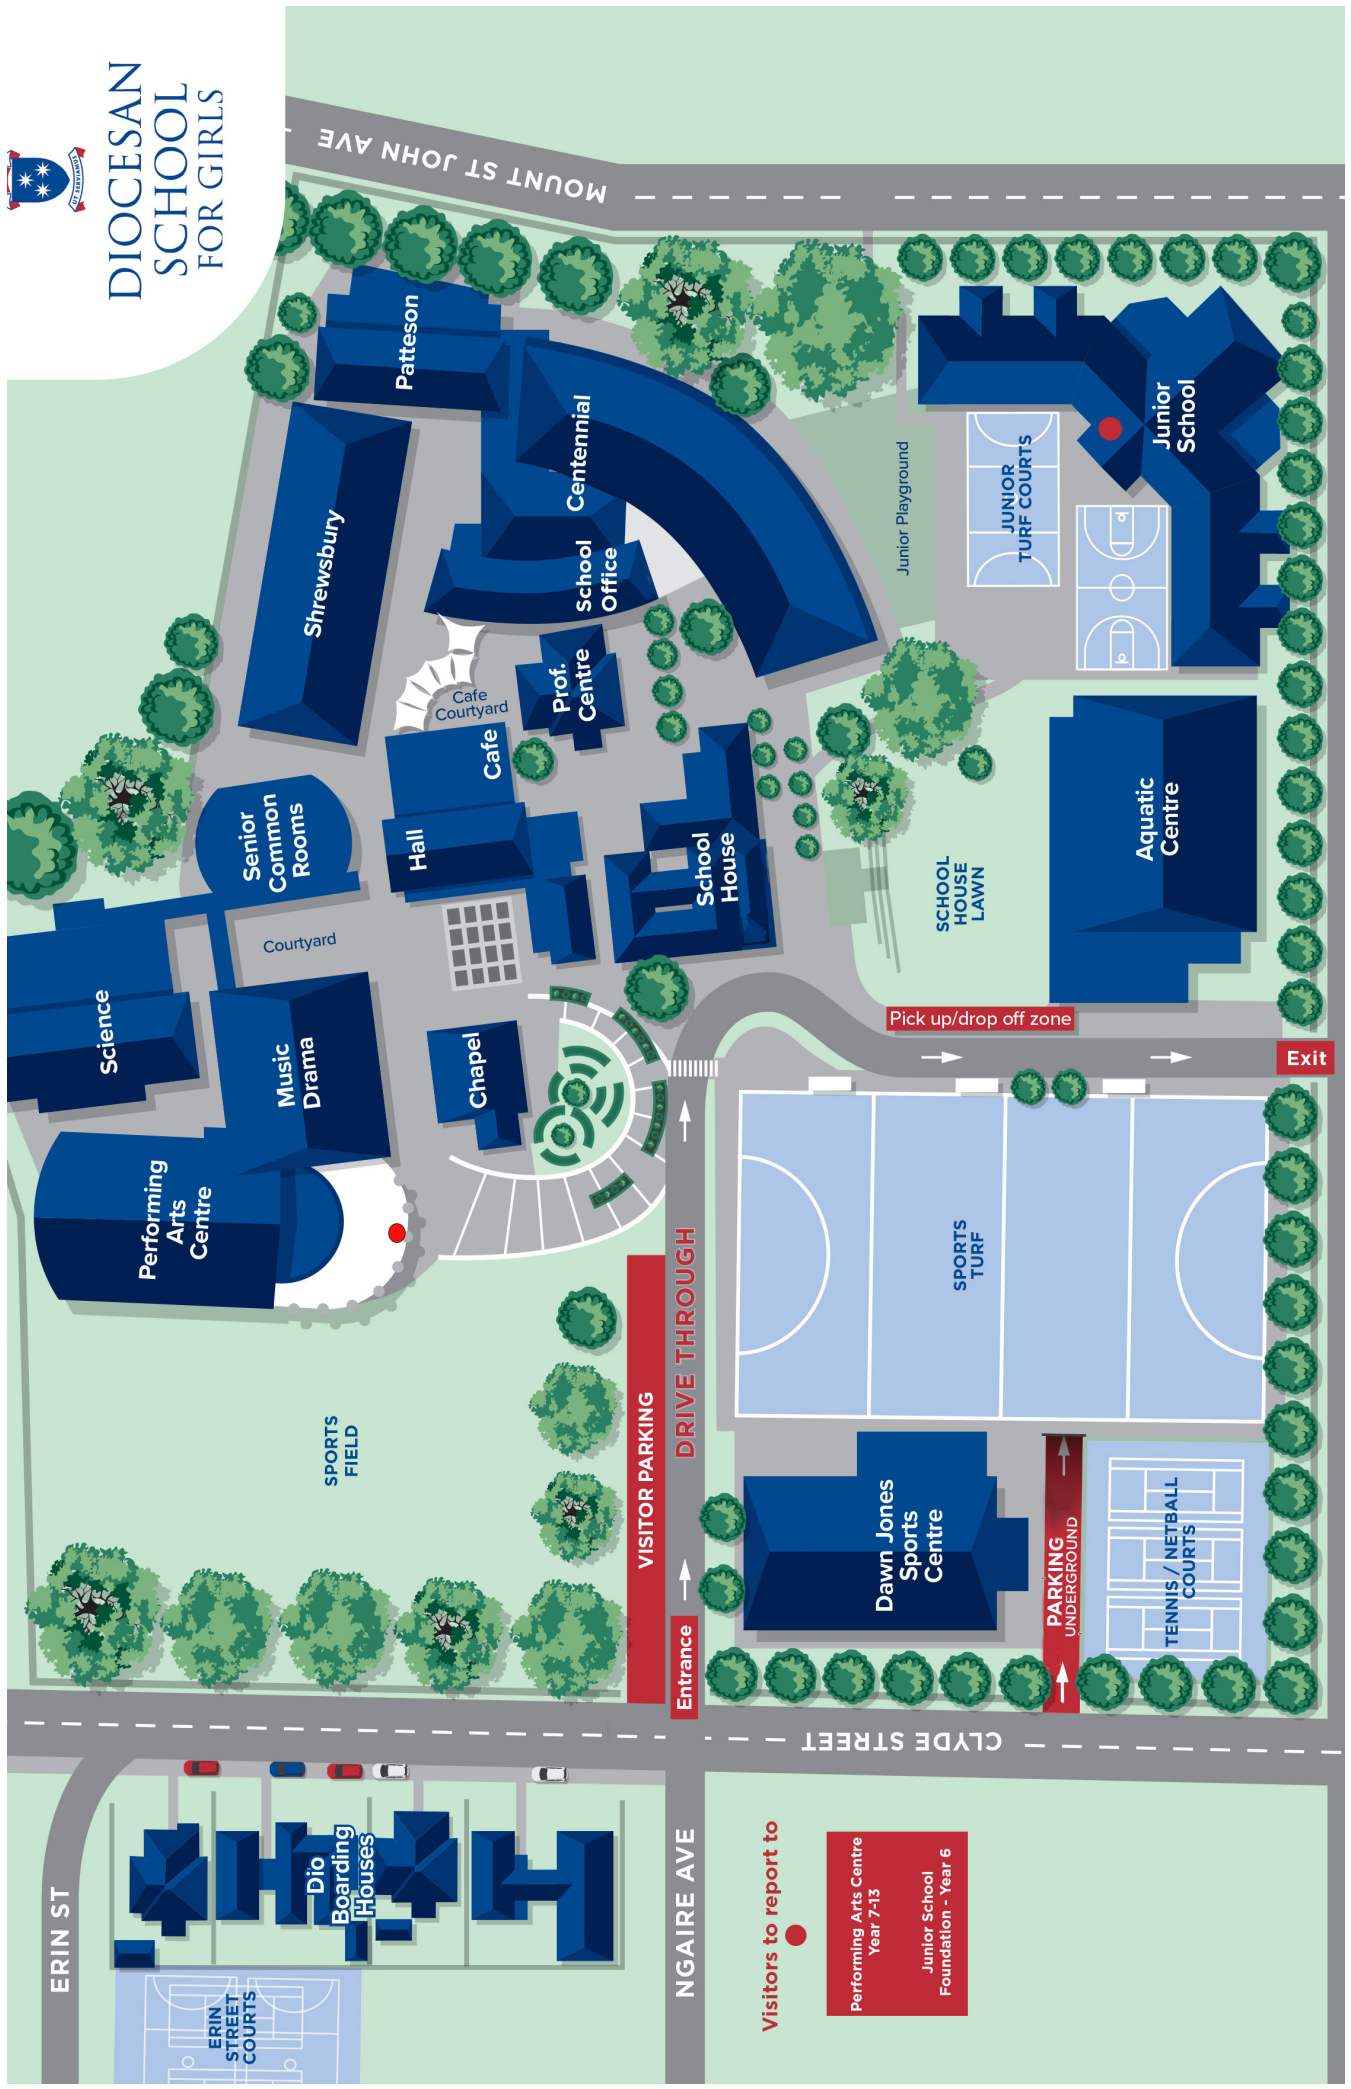 DIOCESAN
SCHOOL
FOR GIRLS
UT SERVIAMUS
MOUNT ST JOHN AVE
Patteson
Centennial
Shrewsbury
School
Office
Prof.
Centre
Cafe
Courtyard
Cafe
Hall
Senior
Common
Rooms
Courtyard
School
House
Science
Music
Drama
Chapel
Performing
Arts
Centre
Junior Playground
JUNIOR
TURF COURTS
Junior
School
Aquatic
Centre
SCHOOL
HOUSE
LAWN
Pick up/drop off zone
Exit
SPORTS
TURF
SPORTS
FIELD
VISITOR PARKING
DRIVE THROUGH
Entrance
Dawn Jones
Sports
Centre
PARKING
UNDERGROUND
TENNIS / NETBALL
COURTS
CLYDE STREET
ERIN ST
Dio
Boarding
Houses
ERIN
STREET
COURTS
NGAIRE AVE
Visitors to report to
Performing Arts Centre
Year 7-13
Junior School
Foundation - Year 6